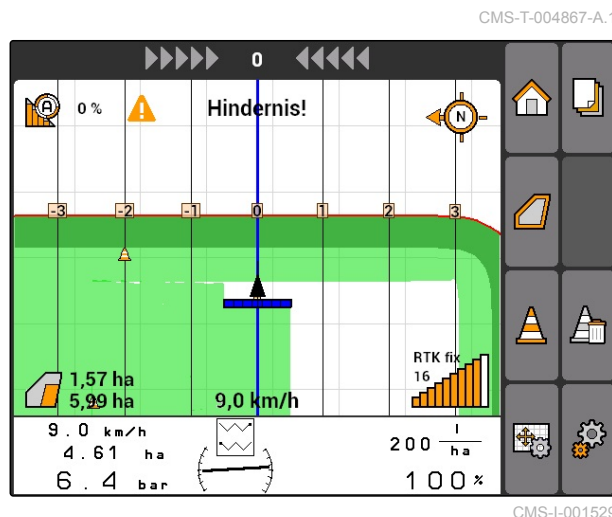 CMS-T-004867-A.1
0
A
0 %
Hindernis!
N
-3 -2 -1 0 1 2 3
RTK fix
16
1,57 ha
5,99 ha
9,0 km/h
9.0 km/h
4.61 ha
6.4 bar
200 l/ha
100 %
CMS-I-001529